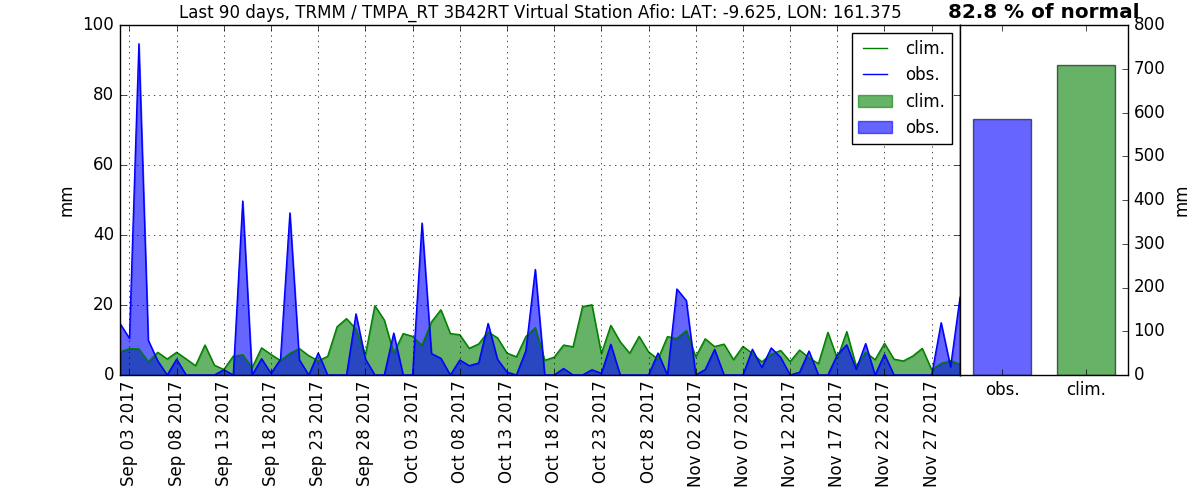 Last 90 days, TRMM / TMPA_RT 3B42RT Virtual Station Afio: LAT: -9.625, LON: 161.375
82.8 % of normal
mm
100
80
60
40
20
0
clim.
obs.
clim.
obs.
Sep 03 2017
Sep 08 2017
Sep 13 2017
Sep 18 2017
Sep 23 2017
Sep 28 2017
Oct 03 2017
Oct 08 2017
Oct 13 2017
Oct 18 2017
Oct 23 2017
Oct 28 2017
Nov 02 2017
Nov 07 2017
Nov 12 2017
Nov 17 2017
Nov 22 2017
Nov 27 2017
obs.
clim.
800
700
600
500
400
300
200
100
0
mm